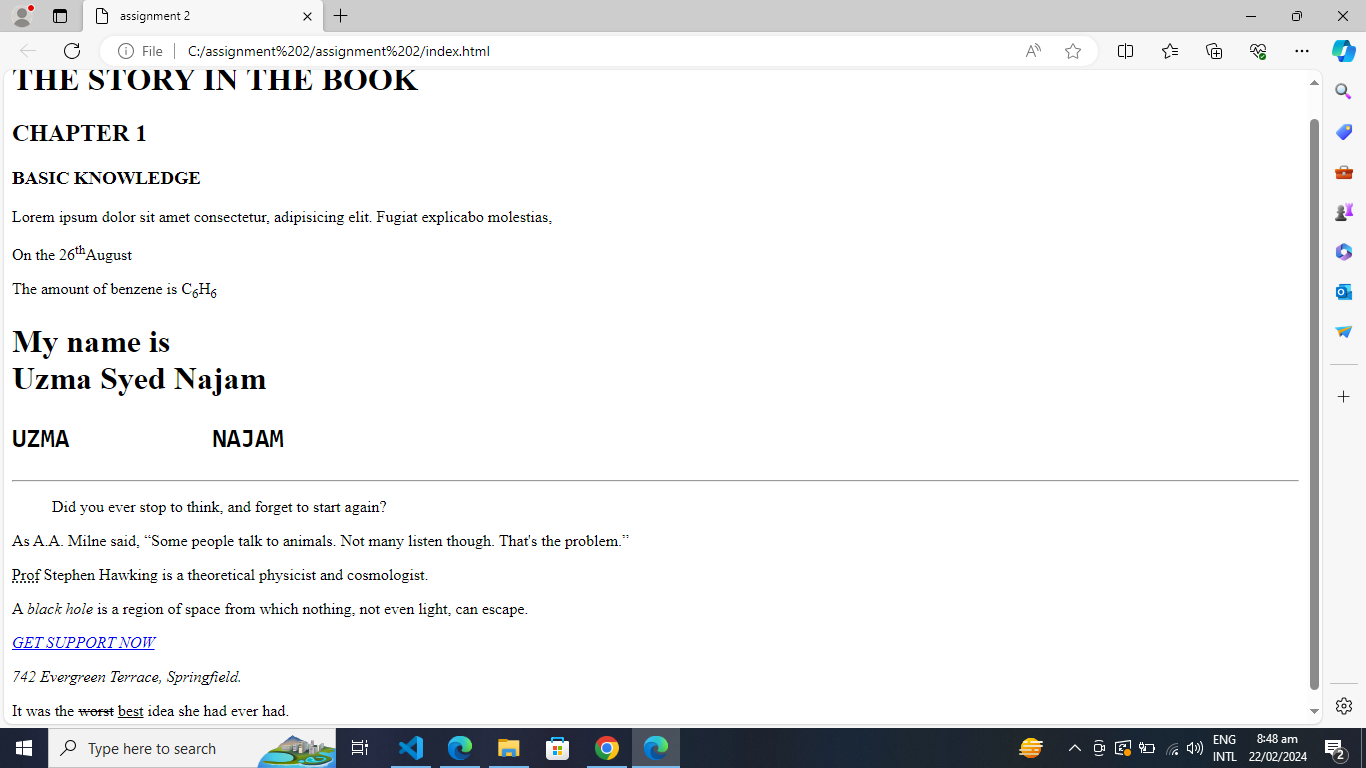 assignment 2
File
C:/assignment%202/assignment%202/index.html
THE STORY IN THE BOOK
CHAPTER 1
BASIC KNOWLEDGE
Lorem ipsum dolor sit amet consectetur, adipisicing elit. Fugiat explicabo molestias,
On the 26thAugust
The amount of benzene is C6H6
My name is
Uzma Syed Najam
UZMA NAJAM
Did you ever stop to think, and forget to start again?
As A.A. Milne said, “Some people talk to animals. Not many listen though. That's the problem.”
Prof Stephen Hawking is a theoretical physicist and cosmologist.
A black hole is a region of space from which nothing, not even light, can escape.
GET SUPPORT NOW
742 Evergreen Terrace, Springfield.
It was the worst best idea she had ever had.
Type here to search
ENG
INTL
8:48 am
22/02/2024
2